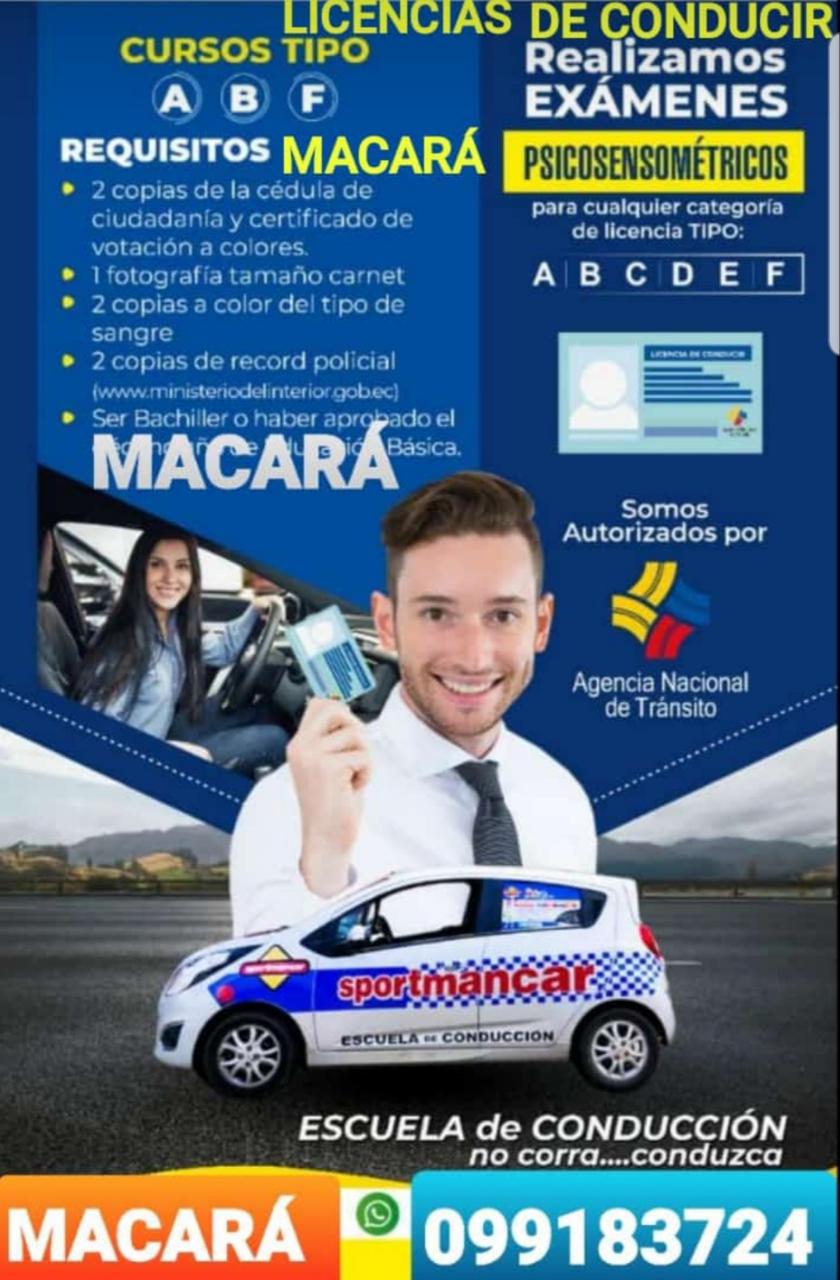 LICENCIAS DE CONDUCIR
CURSOS TIPO
A B F
REQUISITOS MACARÁ
2 copias de la cédula de
ciudadanía y certificado de
votación a colores.
1 fotografía tamaño carnet
2 copias a color del tipo de
sangre
2 copias de record policial
(www.ministeriodelinterior.gob.ec)
Ser Bachiller o haber aprobado el
Básica.
MACARÁ
Realizamos
EXÁMENES
PSICOSENSOMÉTRICOS
para cualquier categoría
de licencia TIPO:
A B C D E F
LICENCIA DE CONDUCIR
Somos
Autorizados por
Agencia Nacional
de Tránsito
sportmancar
ESCUELA DE CONDUCCIÓN
ESCUELA de CONDUCCIÓN
no corra....conduzca
MACARÁ
099183724